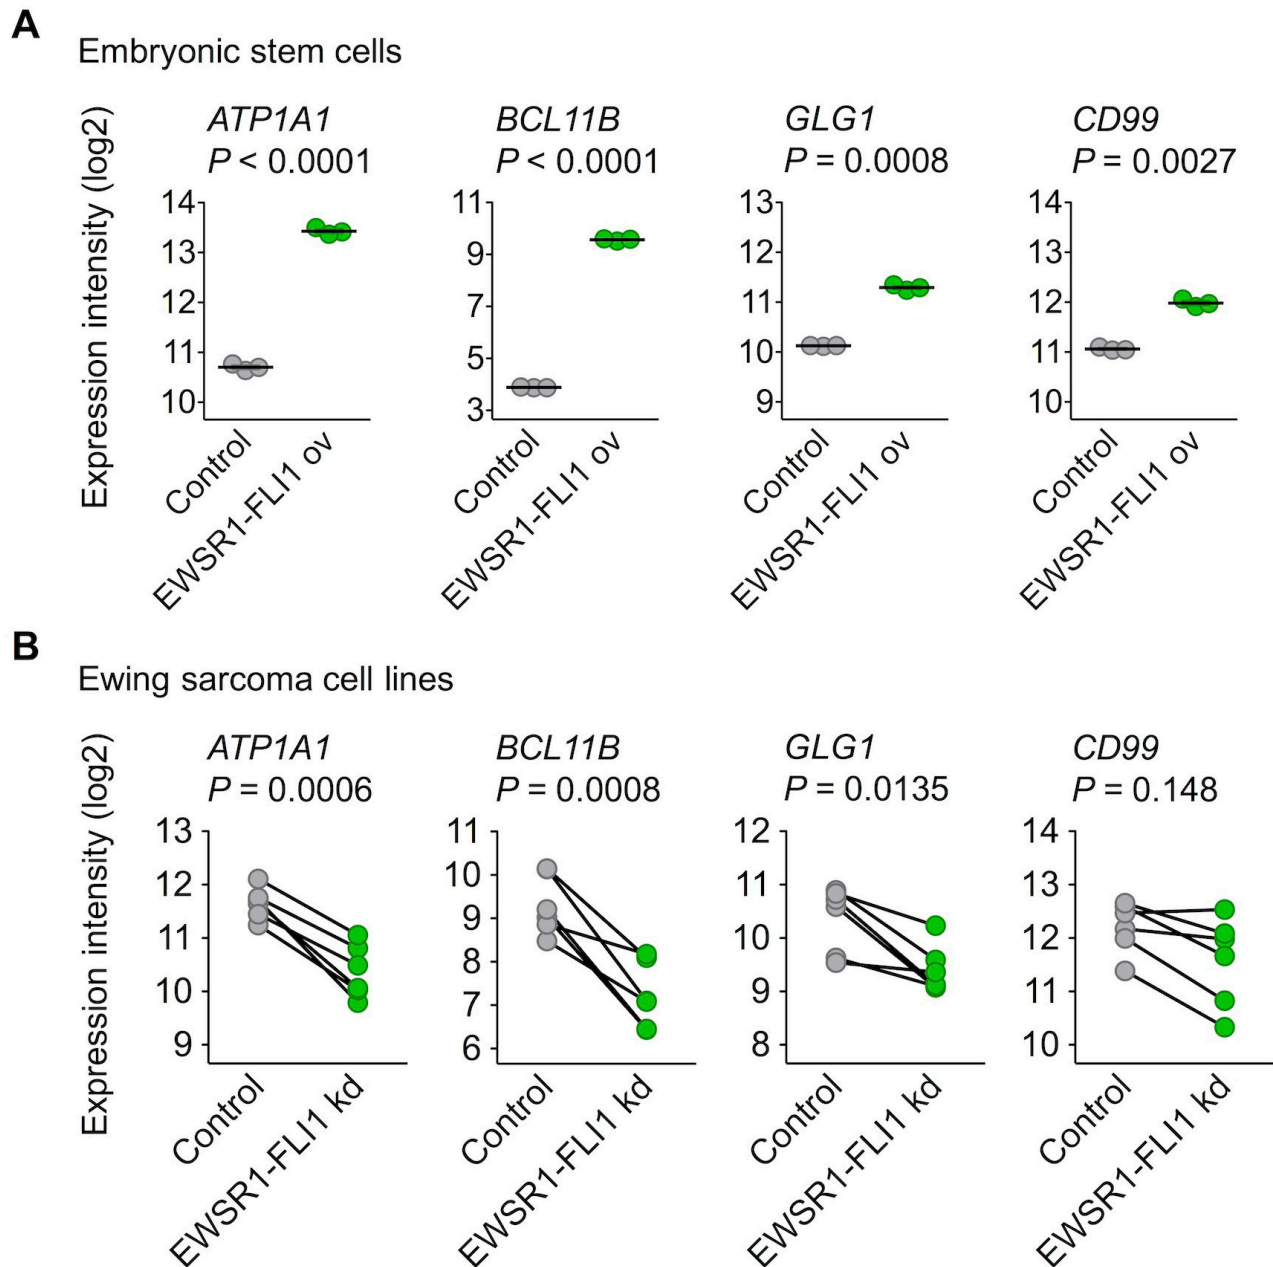 A
Embryonic stem cells
Expression intensity (log2)
ATP1A1
P < 0.0001
14
13
12
11
10
Control
EWSR1-FLI1 ov
BCL11B
P < 0.0001
11
9
7
5
3
Control
EWSR1-FLI1 ov
GLG1
P = 0.0008
13
12
11
10
9
Control
EWSR1-FLI1 ov
CD99
P = 0.0027
14
13
12
11
10
Control
EWSR1-FLI1 ov
B
Ewing sarcoma cell lines
Expression intensity (log2)
ATP1A1
P = 0.0006
13
12
11
10
9
Control
EWSR1-FLI1 kd
BCL11B
P = 0.0008
11
10
9
8
7
6
Control
EWSR1-FLI1 kd
GLG1
P = 0.0135
12
11
10
9
8
Control
EWSR1-FLI1 kd
CD99
P = 0.148
14
13
12
11
10
Control
EWSR1-FLI1 kd